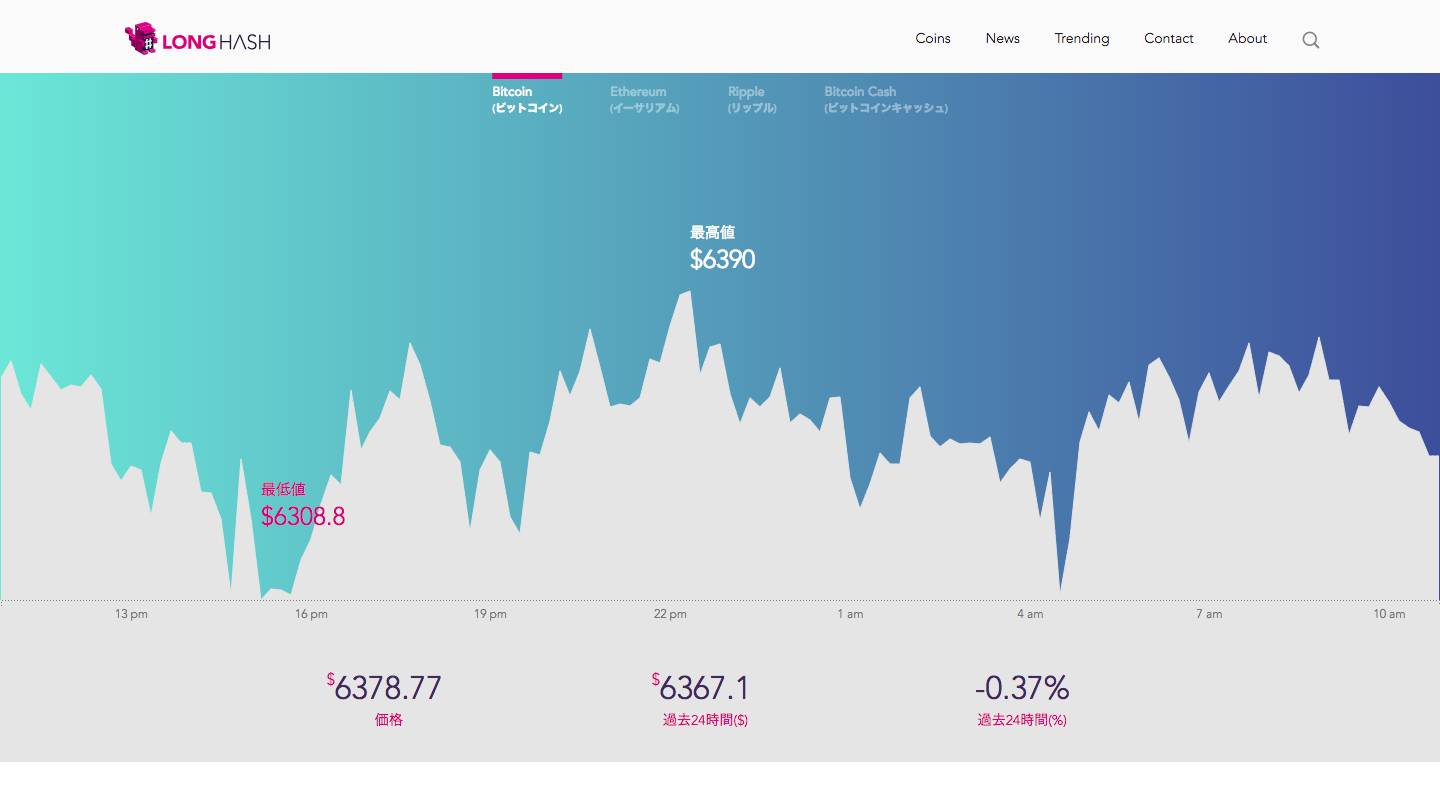 LONGHASH
Coins News Trending Contact About
Bitcoin Ethereum Ripple Bitcoin Cash
(ビットコイン) (イーサリアム) (リップル) (ビットコインキャッシュ)
最高値
$6390
最低値
$6308.8
13 pm 16 pm 19 pm 22 pm 1 am 4 am 7 am 10 am
$6378.77 $6367.1 -0.37%
価格 過去24時間($) 過去24時間(%)